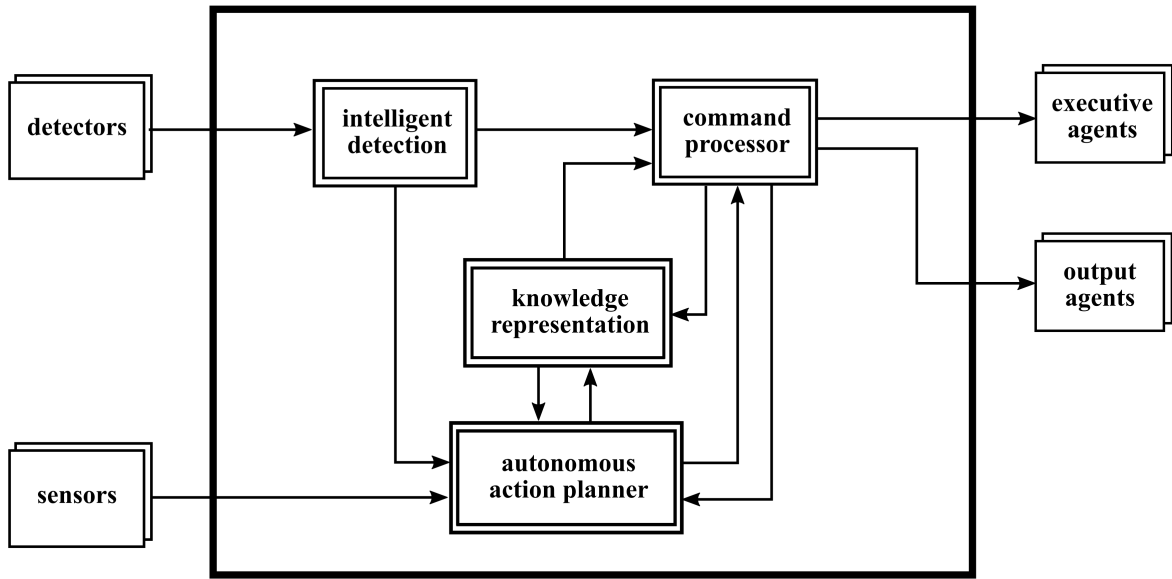 detectors
intelligent
detection
command
processor
executive
agents
knowledge
representation
output
agents
sensors
autonomous
action planner